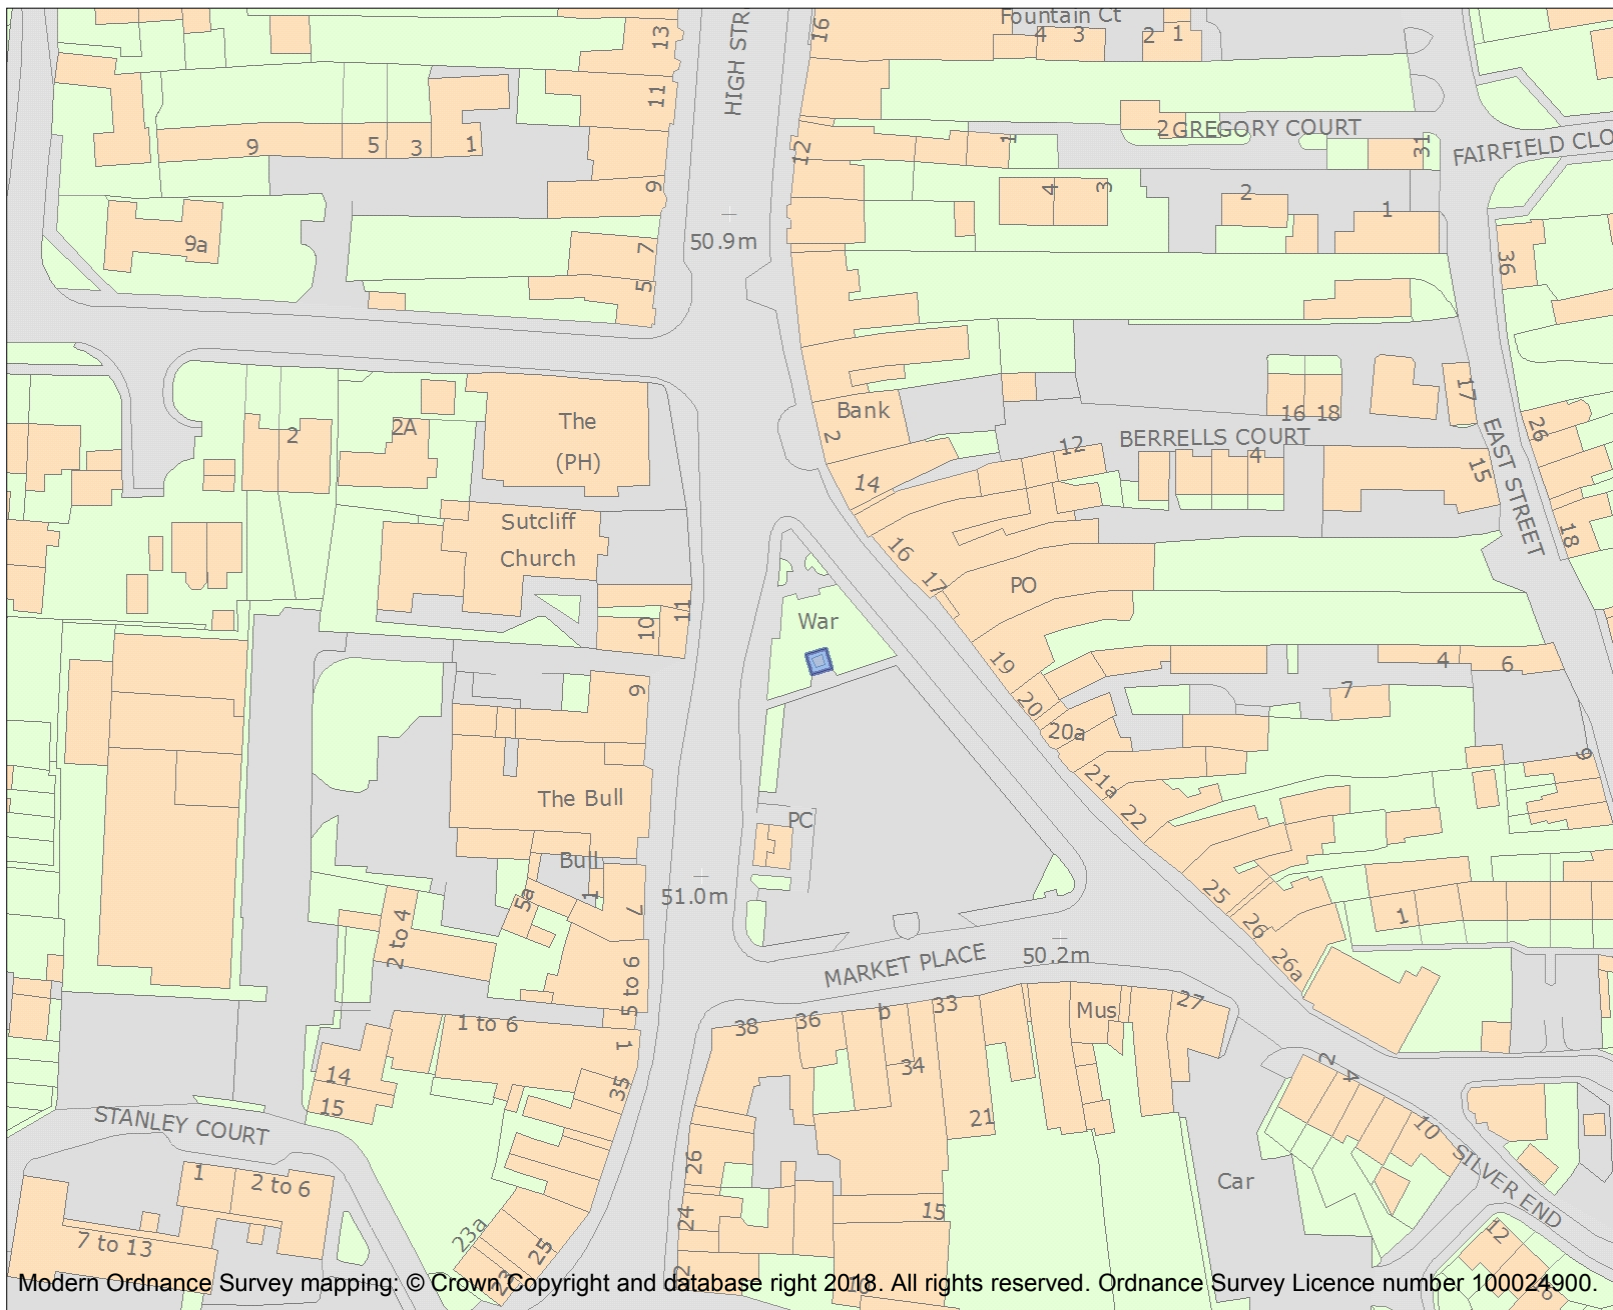 Fountain Ct
13
HIGH STR
16
4 3 2 1
11
12
1
2 GREGORY COURT
31
FAIRFIELD CLO
9 5 3 1
9
4 3
2
1
9a
50.9m
7
5
36
Bank
2
16 18
17
2
2A
The
(PH)
14
12
BERRELLS COURT
4
15
EAST STREET
26
18
Sutcliff
Church
16
17
PO
War
10
11
19
4 6
9
20
7
20a
The Bull
21a
22
9
PC
Bull
5a
1
7
51.0m
25
26
26a
1
2 to 4
MARKET PLACE
50.2m
5 to 6
1 to 6
1
38 36 b 33
Mus
27
34
35
14
15
21
2
4
10
STANLEY COURT
SILVER END
1
2 to 6
26
Car
15
24
7 to 13
23a
25
23
12
Modern Ordnance Survey mapping: © Crown Copyright and database right 2018. All rights reserved. Ordnance Survey Licence number 100024900.